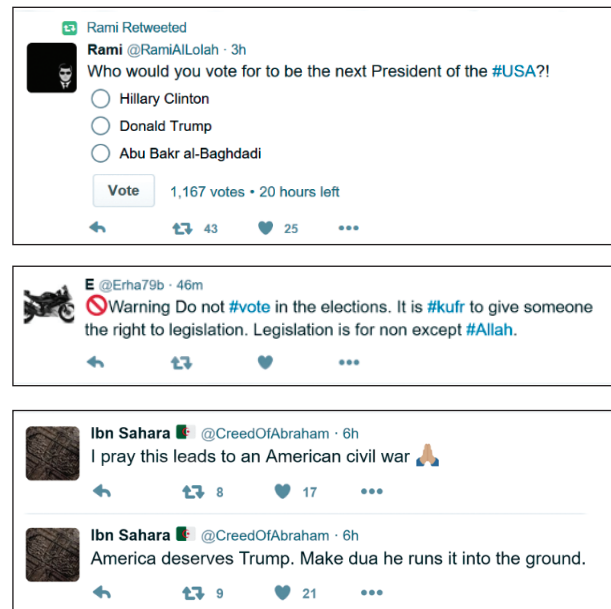 Rami Retweeted
Rami @RamiAlLolah · 3h
Who would you vote for to be the next President of the #USA?!
Hillary Clinton
Donald Trump
Abu Bakr al-Baghdadi
Vote 1,167 votes • 20 hours left
43 25
E @Erha79b · 46m
🚫Warning Do not #vote in the elections. It is #kufr to give someone
the right to legislation. Legislation is for non except #Allah.
Ibn Sahara 🇩🇿 @CreedOfAbraham · 6h
I pray this leads to an American civil war 🙏🏽
8 17
Ibn Sahara 🇩🇿 @CreedOfAbraham · 6h
America deserves Trump. Make dua he runs it into the ground.
9 21